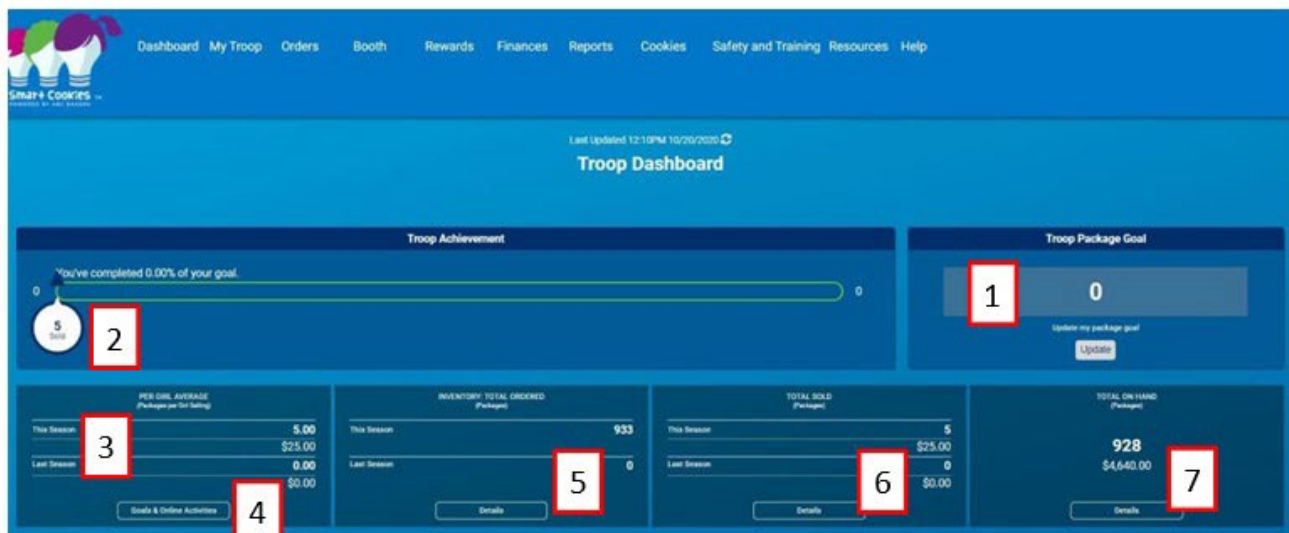 Dashboard My Troop Orders Booth Rewards Finances Reports Cookies Safety and Training Resources Help
Smart Cookies TM
POWERED BY ABC BAKERS
Last Updated 12:10PM 10/20/2020
Troop Dashboard
Troop Achievement
You've completed 0.00% of your goal.
0
0
5
Sold
2
Troop Package Goal
1
0
Update my package goal
Update
PER GIRL AVERAGE
(Packages per Girl Selling)
This Season 5.00
$25.00
3
Last Season 0.00
$0.00
Goals & Online Activities
4
INVENTORY: TOTAL ORDERED
(Packages)
This Season 933
Last Season 0
5
Details
TOTAL SOLD
(Packages)
This Season 5
$25.00
Last Season 0
$0.00
6
Details
TOTAL ON HAND
(Packages)
928
$4,640.00
7
Details